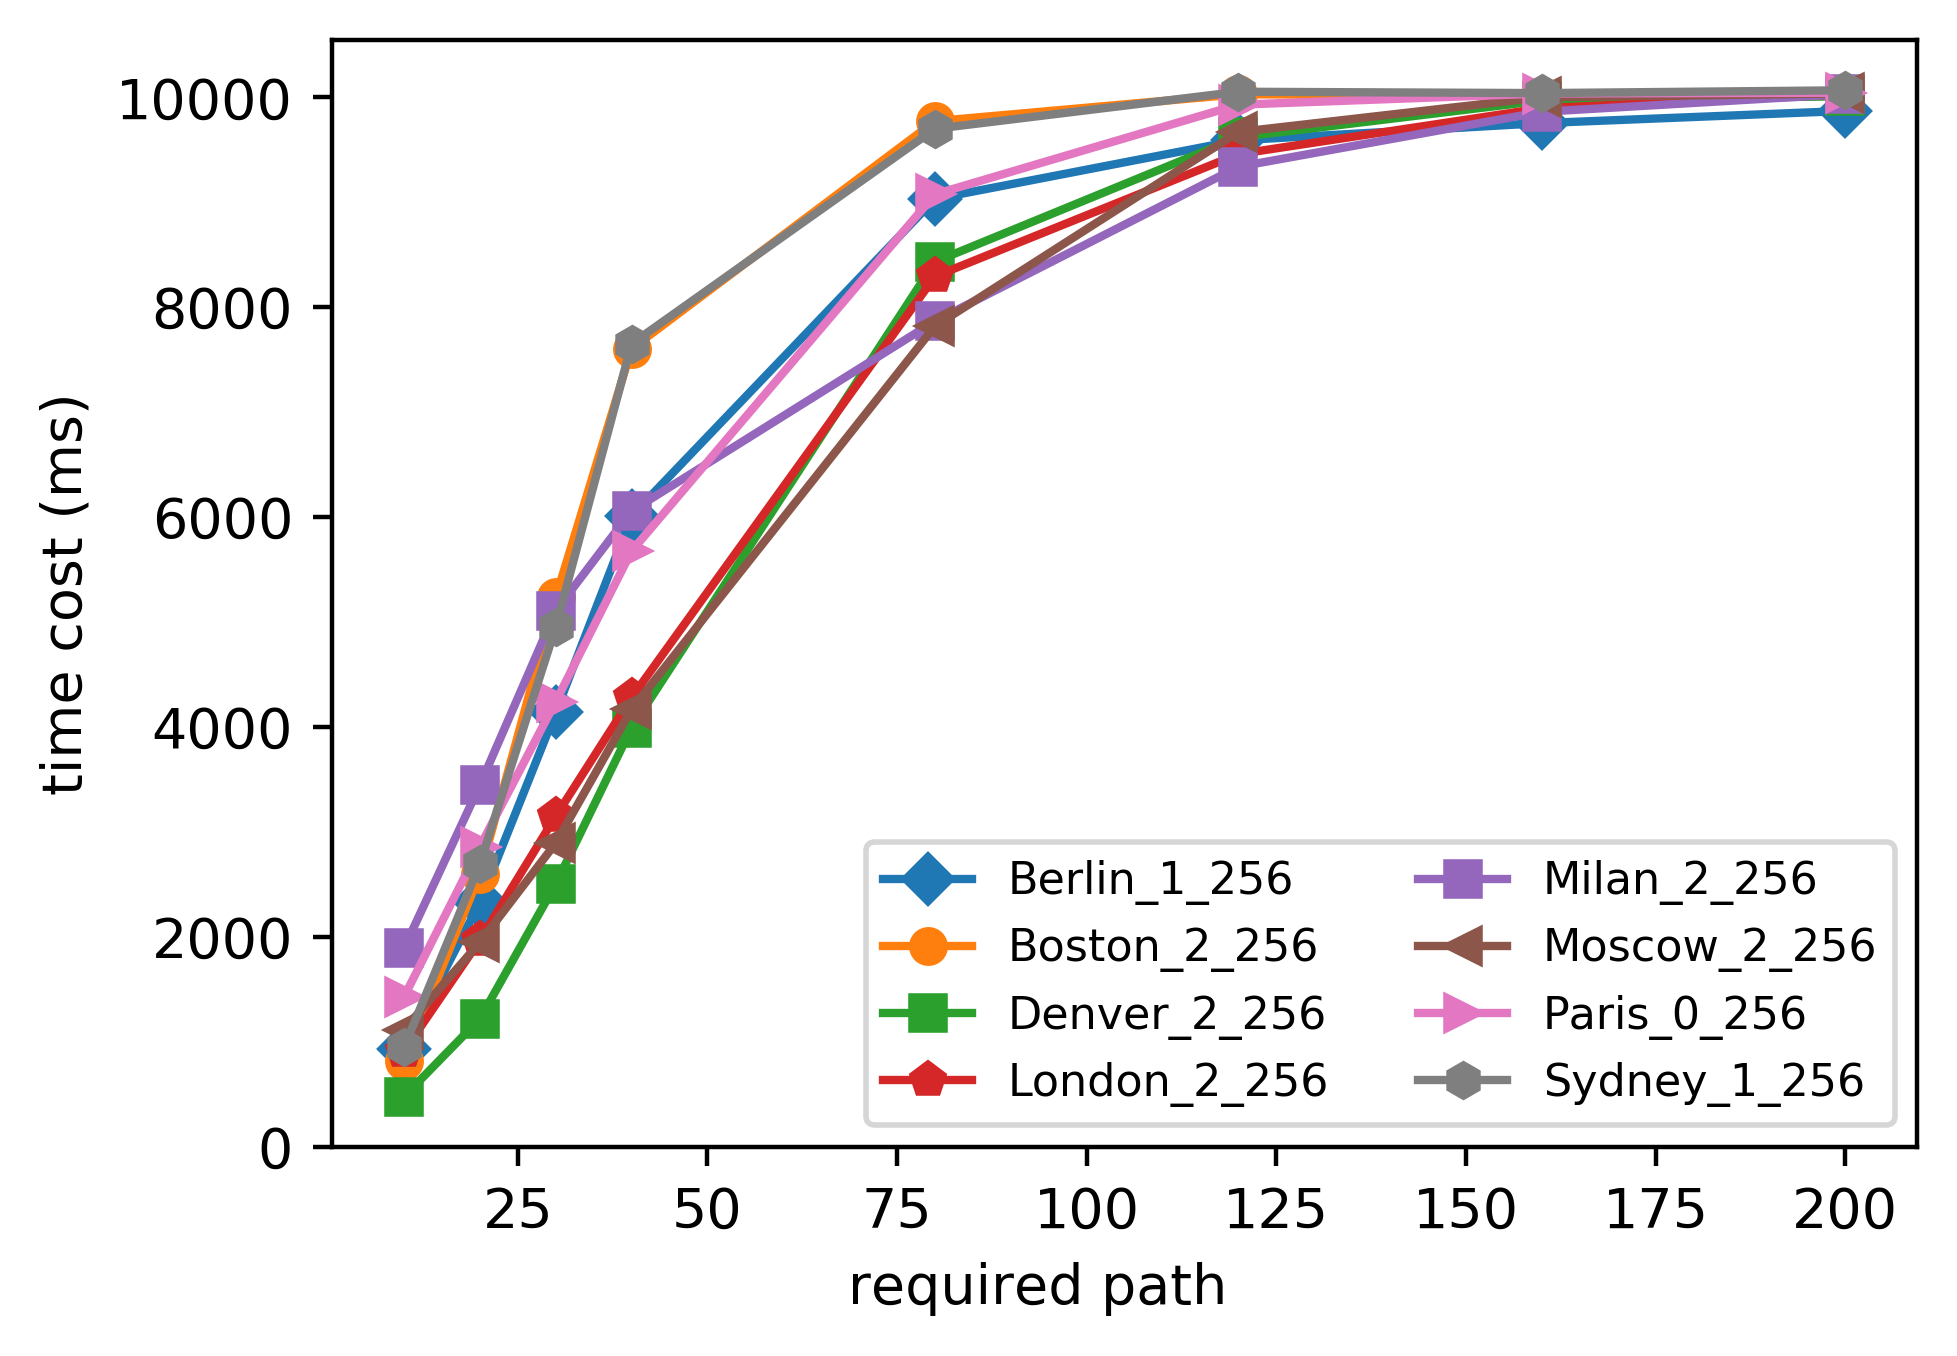 10000
8000
6000
4000
2000
0
time cost (ms)
25 50 75 100 125 150 175 200
required path
Berlin_1_256
Boston_2_256
Denver_2_256
London_2_256
Milan_2_256
Moscow_2_256
Paris_0_256
Sydney_1_256